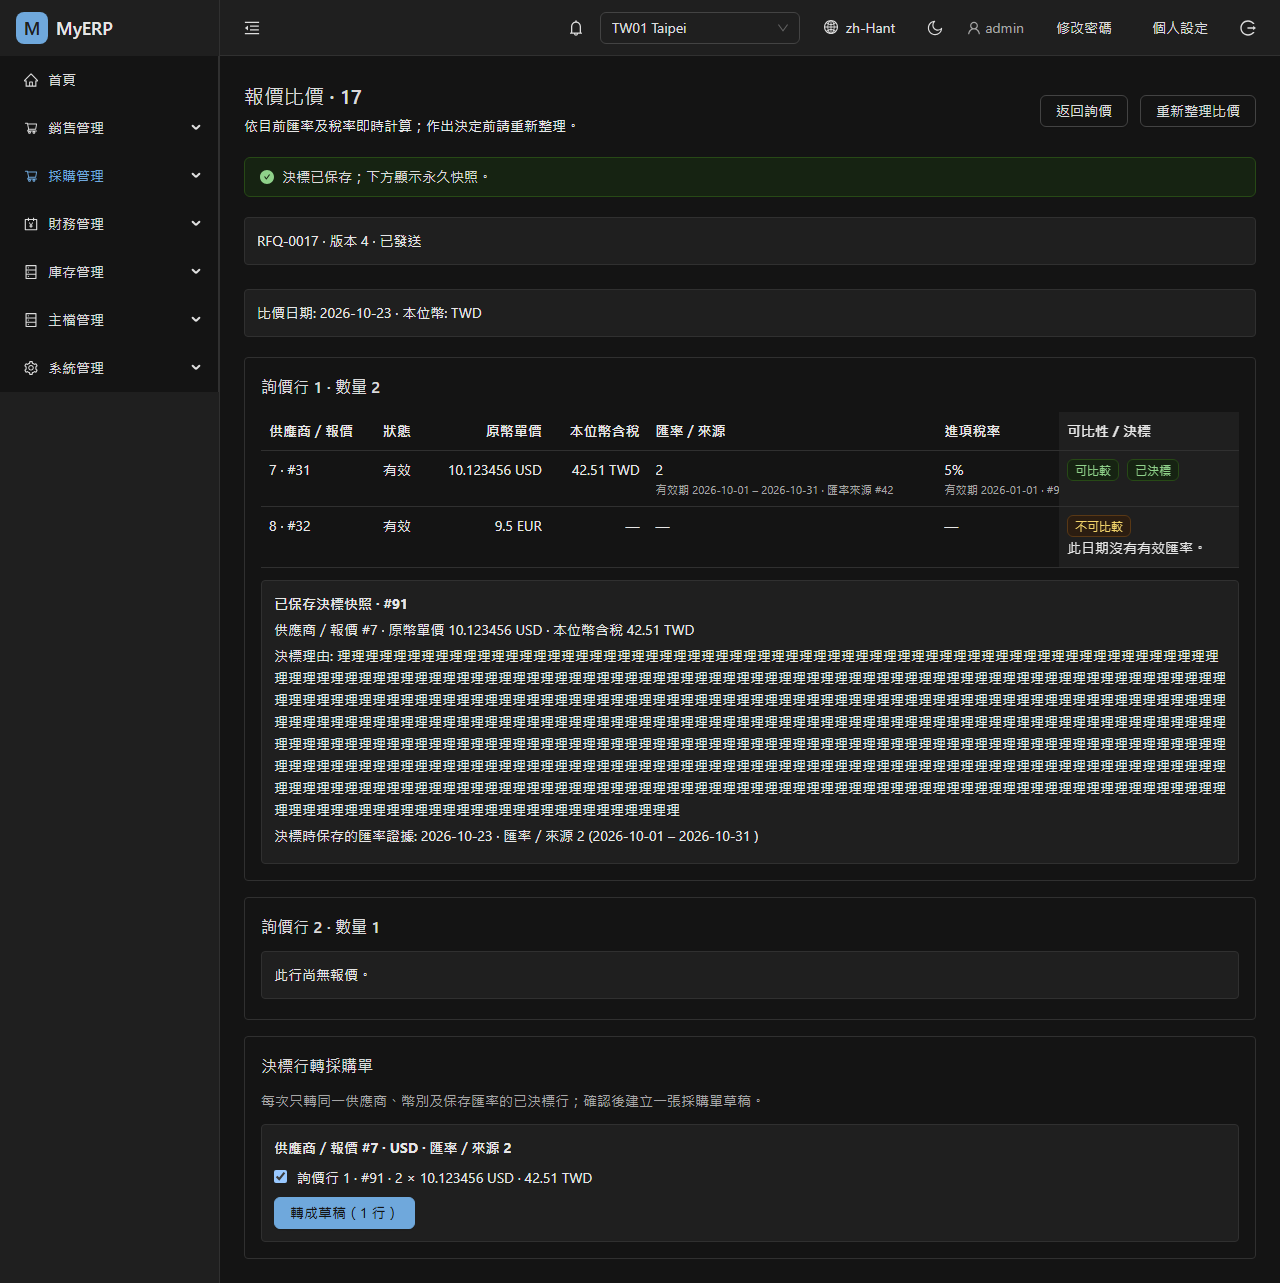 M MyERP
TW01 Taipei
zh-Hant
admin
修改密碼
個人設定
首頁
銷售管理
採購管理
財務管理
庫存管理
主檔管理
系統管理
報價比價 · 17
依目前匯率及稅率即時計算；作出決定前請重新整理。
返回詢價
重新整理比價
決標已保存；下方顯示永久快照。
RFQ-0017 · 版本 4 · 已發送
比價日期: 2026-10-23 · 本位幣: TWD
詢價行 1 · 數量 2
供應商 / 報價 狀態 原幣單價 本位幣含稅 匯率 / 來源 進項稅率 可比性 / 決標
7 · #31 有效 10.123456 USD 42.51 TWD 2 5% 可比較 已決標
有效期 2026-10-01 – 2026-10-31 · 匯率來源 #42 有效期 2026-01-01 · #9
8 · #32 有效 9.5 EUR — — — 不可比較
此日期沒有有效匯率。
已保存決標快照 · #91
供應商 / 報價 #7 · 原幣單價 10.123456 USD · 本位幣含稅 42.51 TWD
決標理由: 理理理理理理理理理理理理理理理理理理理理理理理理理理理理理理理理理理理理理理理理理理理理理理理理理理理理理理理理理理理理理理理
理理理理理理理理理理理理理理理理理理理理理理理理理理理理理理理理理理理理理理理理理理理理理理理理理理理理理理理理理理理理理理理理理理理理
理理理理理理理理理理理理理理理理理理理理理理理理理理理理理理理理理理理理理理理理理理理理理理理理理理理理理理理理理理理理理理理理理理理理
理理理理理理理理理理理理理理理理理理理理理理理理理理理理理理理理理理理理理理理理理理理理理理理理理理理理理理理理理理理理理理理理理理理理
理理理理理理理理理理理理理理理理理理理理理理理理理理理理理理理理理理理理理理理理理理理理理理理理理理理理理理理理理理理理理理理理理理理理
理理理理理理理理理理理理理理理理理理理理理理理理理理理理理理理理理理理理理理理理理理理理理理理理理理理理理理理理理理理理理理理理理理理理
理理理理理理理理理理理理理理理理理理理理理理理理理理理理理理理理理理理理理理理理理理理理理理理理理理理理理理理理理理理理理理理理理理理理
理理理理理理理理理理理理理理理理理理理理理理理理理理理理理
決標時保存的匯率證據: 2026-10-23 · 匯率 / 來源 2 (2026-10-01 – 2026-10-31 )
詢價行 2 · 數量 1
此行尚無報價。
決標行轉採購單
每次只轉同一供應商、幣別及保存匯率的已決標行；確認後建立一張採購單草稿。
供應商 / 報價 #7 · USD · 匯率 / 來源 2
詢價行 1 · #91 · 2 × 10.123456 USD · 42.51 TWD
轉成草稿（1 行）